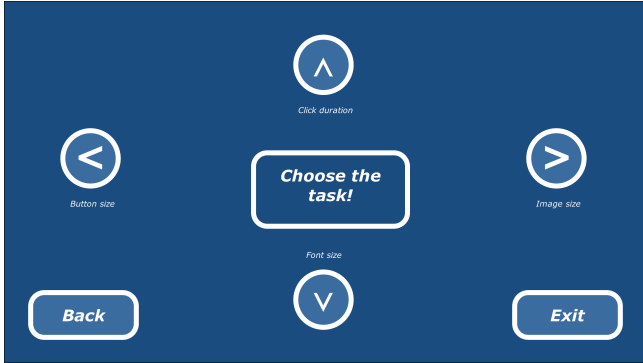 ^
Click duration
<
Button size
Choose the
task!
>
Image size
Font size
v
Back
Exit